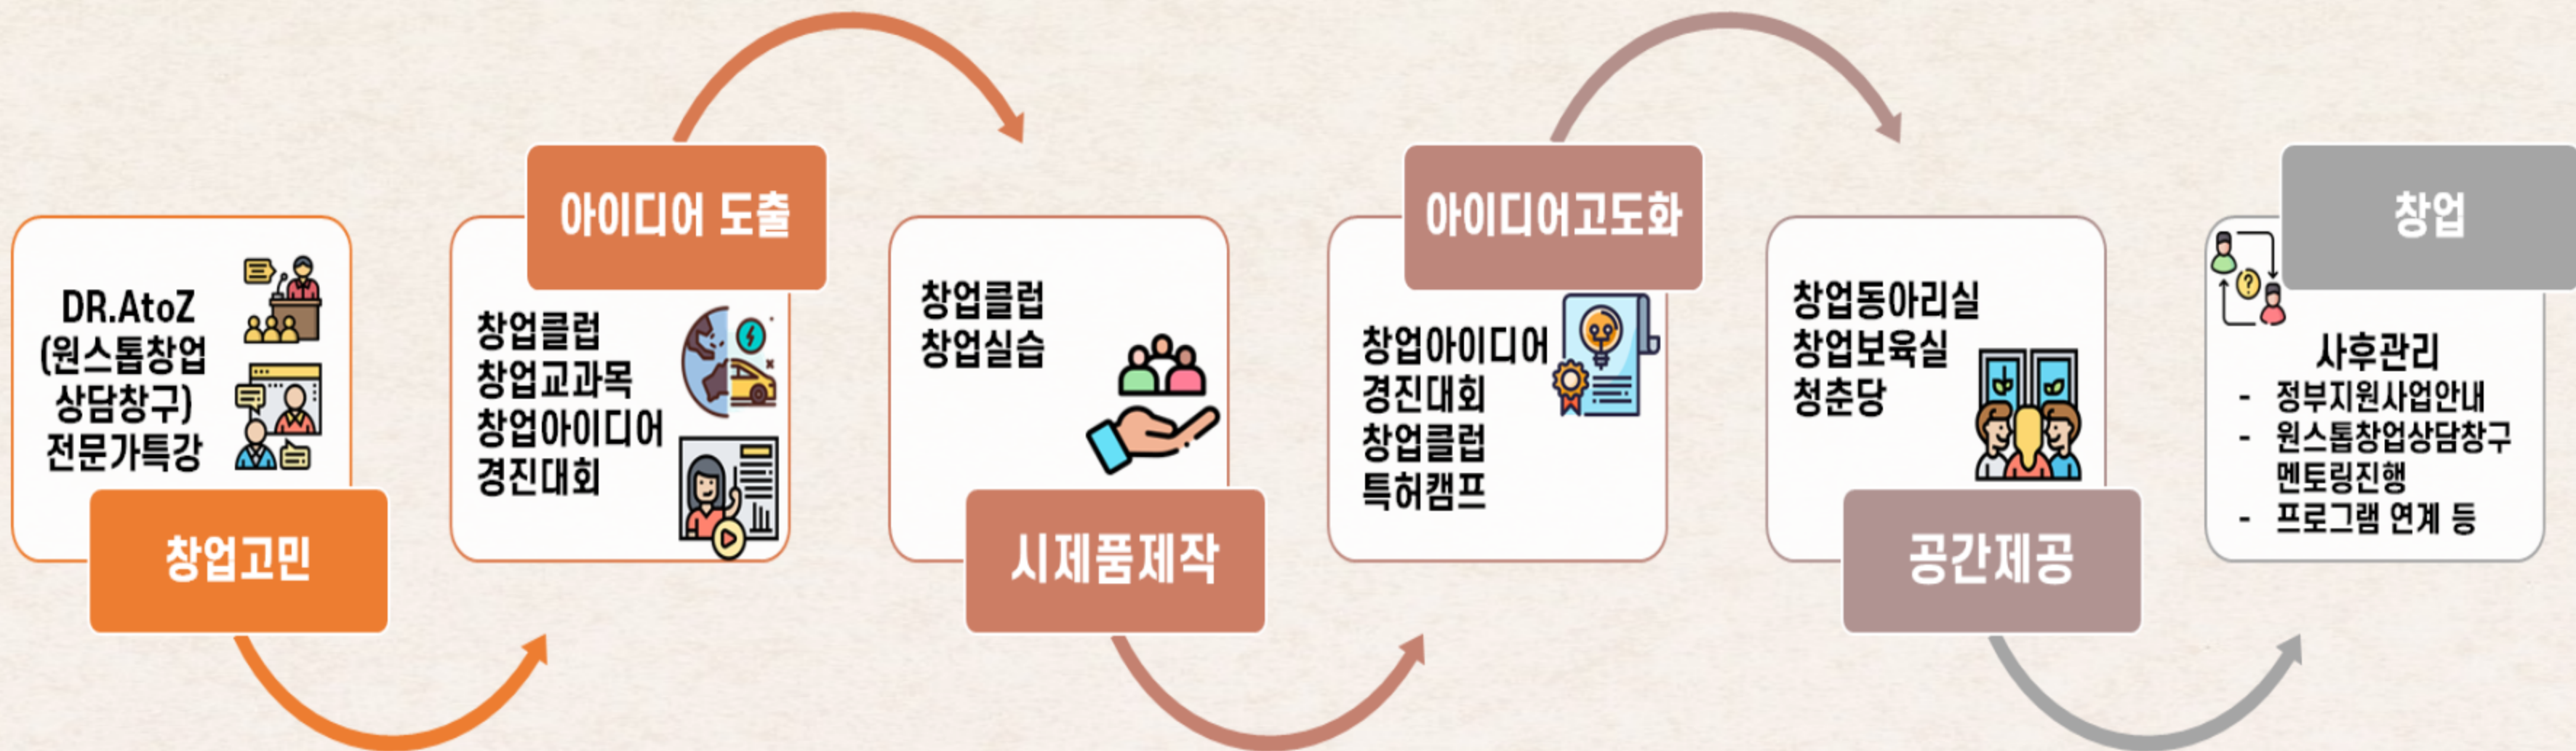 DR.AtoZ
(원스톱창업
상담창구)
전문가특강
창업고민
아이디어 도출
창업클럽
창업교과목
창업아이디어
경진대회
창업클럽
창업실습
시제품제작
아이디어고도화
창업아이디어
경진대회
창업클럽
특허캠프
창업동아리실
창업보육실
청춘당
공간제공
창업
?
사후관리
- 정부지원사업안내
- 원스톱창업상담창구
멘토링진행
- 프로그램 연계 등